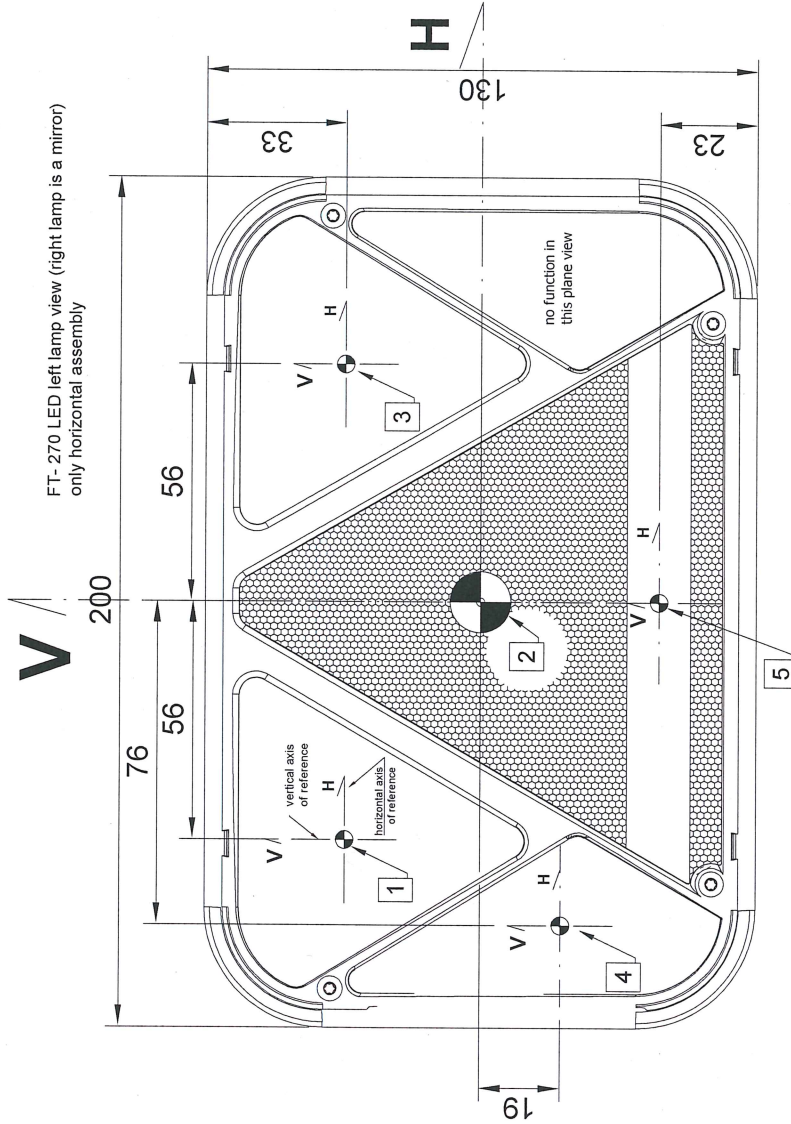 FT- 270 LED left lamp view (right lamp is a mirror)
only horizontal assembly
V
200
76
56
56
33
130
23
19
H
vertical axis
of reference
horizontal axis
of reference
V
H
1
2
V
H
3
V
H
4
V
H
5
no function in
this plane view